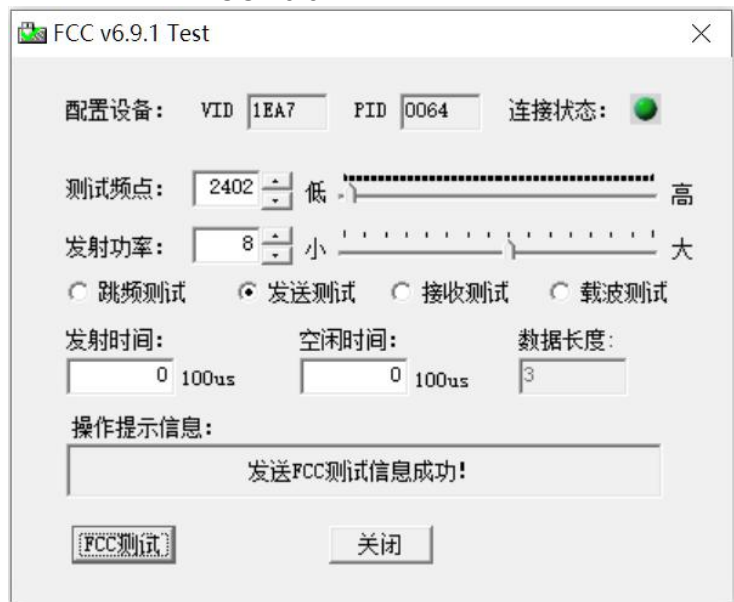 FCC v6.9.1 Test
配置设备： VID 1EA7 PID 0064 连接状态：
测试频点： 2402 低 高
发射功率： 8 小 大
跳频测试 发送测试 接收测试 载波测试
发射时间： 空闲时间： 数据长度：
0 100us 0 100us 3
操作提示信息：
发送FCC测试信息成功！
FCC测试 关闭